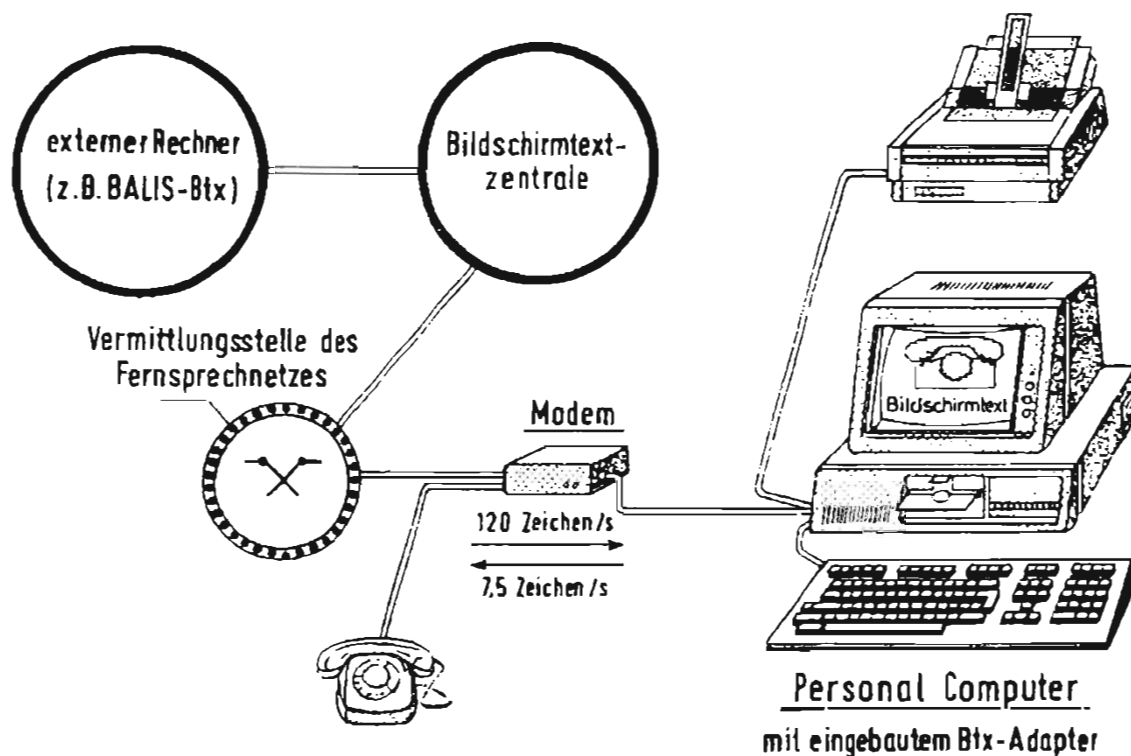 externer Rechner
(z.B. BALIS-Btx)
Bildschirmtext-
zentrale
Vermittlungsstelle des
Fernsprechnetzes
Modem
120 Zeichen/s
7,5 Zeichen/s
Bildschirmtext
Personal Computer
mit eingebautem Btx-Adapter